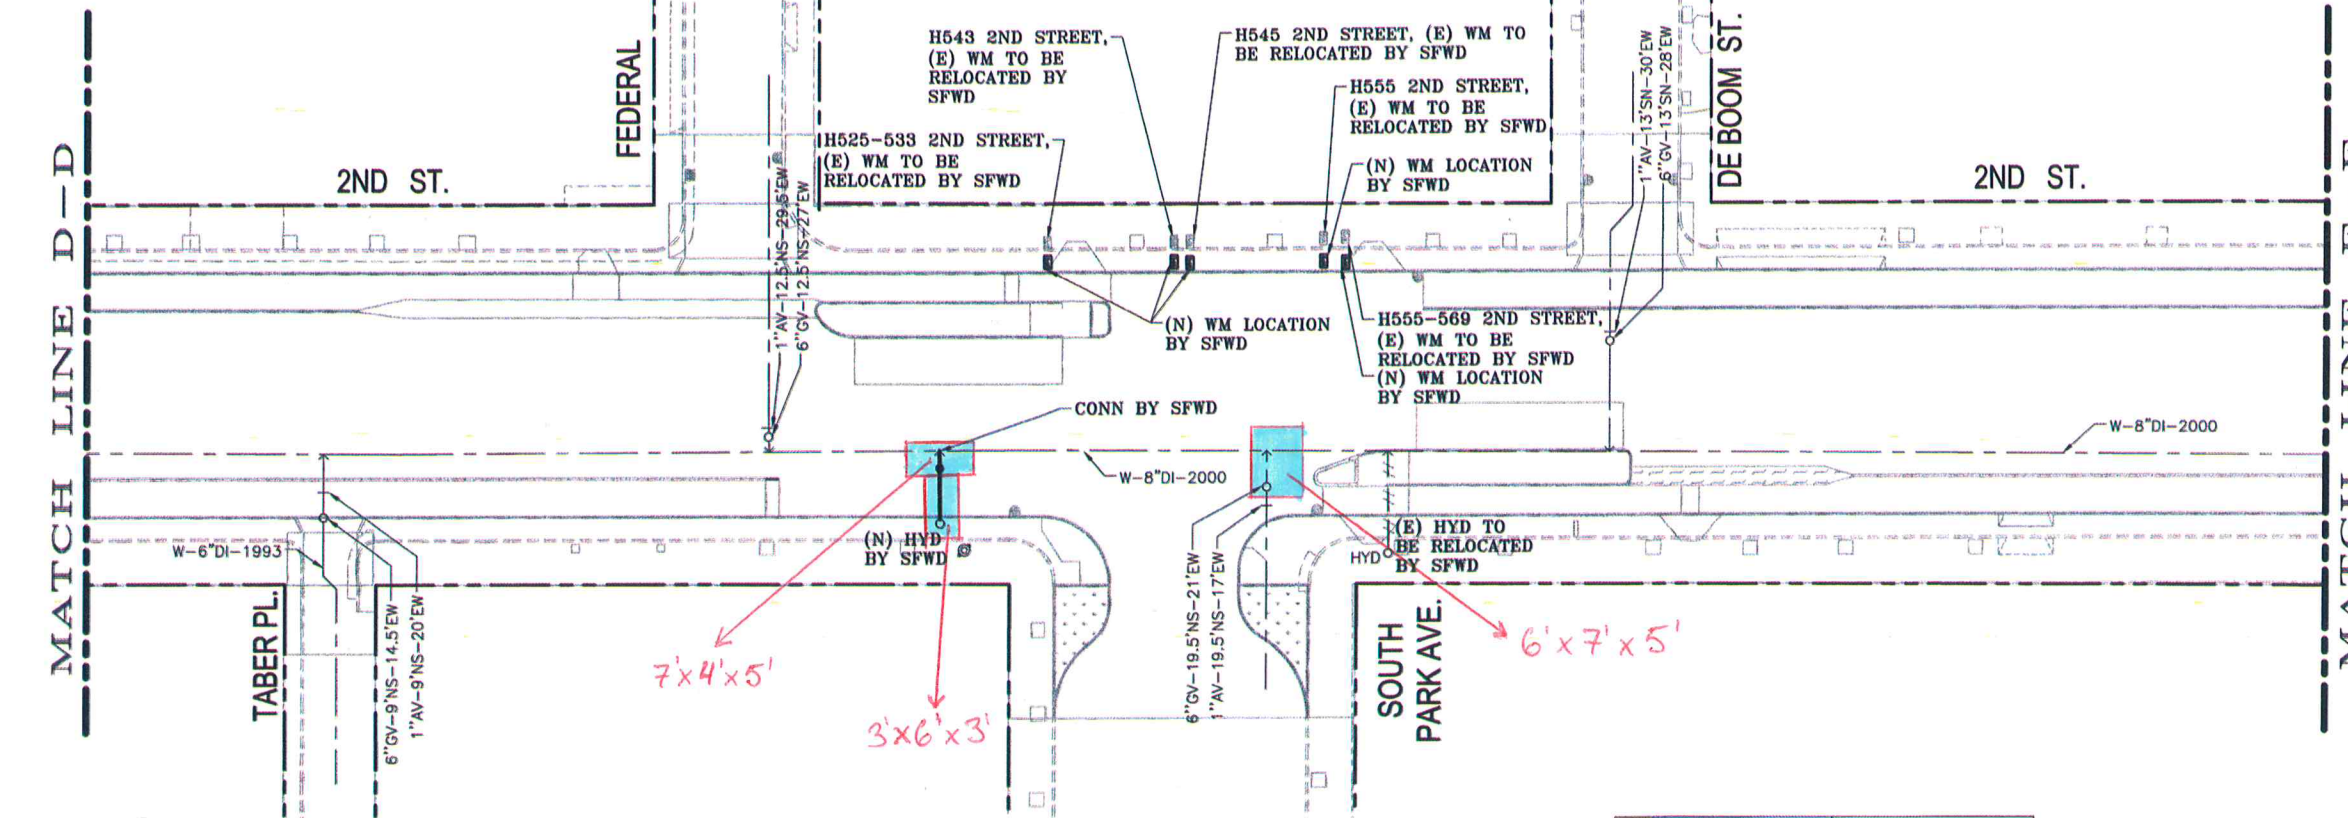 MATCH LINE D-D
2ND ST.
FEDERAL
H543 2ND STREET,
(E) WM TO BE
RELOCATED BY
SFWD
H545 2ND STREET, (E) WM TO
BE RELOCATED BY SFWD
H525-533 2ND STREET,
(E) WM TO BE
RELOCATED BY SFWD
H555 2ND STREET,
(E) WM TO BE
RELOCATED BY SFWD
(N) WM LOCATION
BY SFWD
1"AV-13'SN-30'EW
6"GV-13'SN-28'EW
DE BOOM ST.
2ND ST.
1"AV-12.5'NS-29.5'EW
6"GV-12.5'NS-27'EW
(N) WM LOCATION
BY SFWD
H555-569 2ND STREET,
(E) WM TO BE
RELOCATED BY SFWD
(N) WM LOCATION
BY SFWD
CONN BY SFWD
W-8"DI-2000
W-8"DI-2000
(N) HYD
BY SFWD
W-6"DI-1993
TABER PL.
6"GV-9'NS-14.5'EW
1"AV-9'NS-20'EW
6"GV-19.5'NS-21'EW
1"AV-19.5'NS-17'EW
HYD
(E) HYD TO
BE RELOCATED
BY SFWD
SOUTH
PARK AVE.
7'x4'x5'
3'x6'x3'
6'x7'x5'